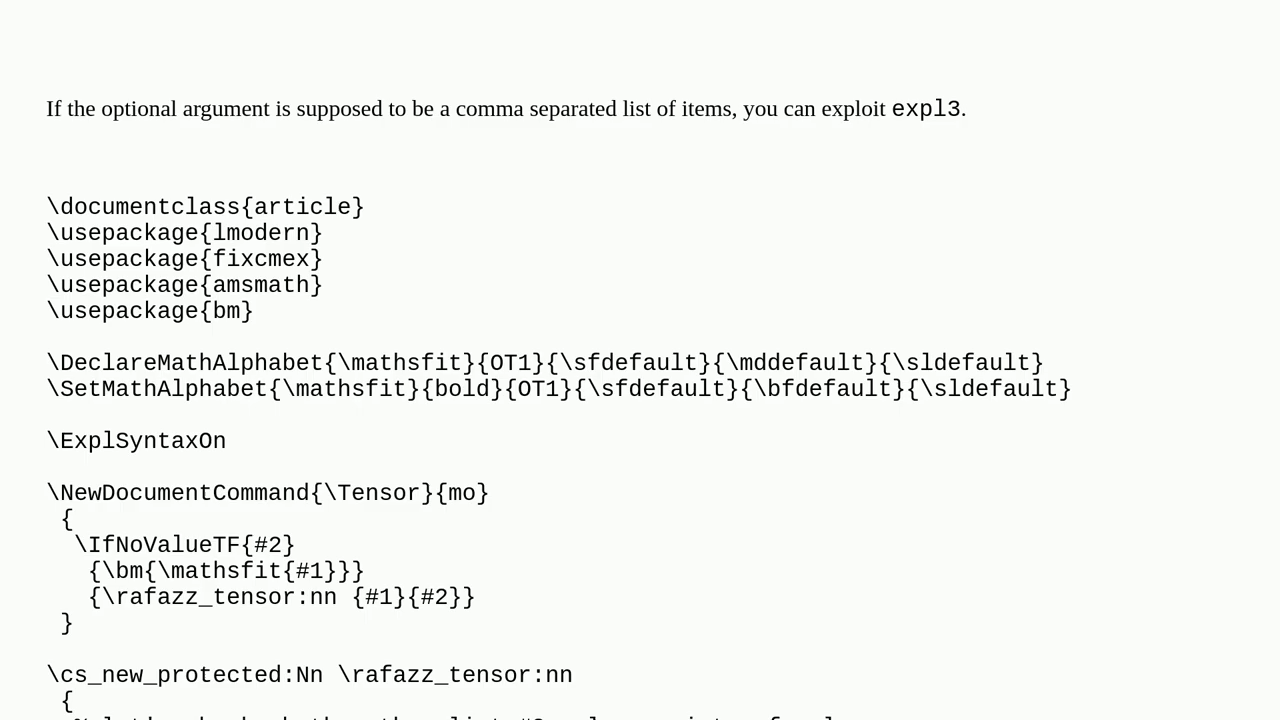 If the optional argument is supposed to be a comma separated list of items, you can exploit expl3.
\documentclass{article}
\usepackage{lmodern}
\usepackage{fixcmex}
\usepackage{amsmath}
\usepackage{bm}
\DeclareMathAlphabet{\mathsfit}{OT1}{\sfdefault}{\mddefault}{\sldefault}
\SetMathAlphabet{\mathsfit}{bold}{OT1}{\sfdefault}{\bfdefault}{\sldefault}
\ExplSyntaxOn
\NewDocumentCommand{\Tensor}{mo}
 {
  \IfNoValueTF{#2}
   {\bm{\mathsfit{#1}}}
   {\rafazz_tensor:nn {#1}{#2}}
 }
\cs_new_protected:Nn \rafazz_tensor:nn
 {